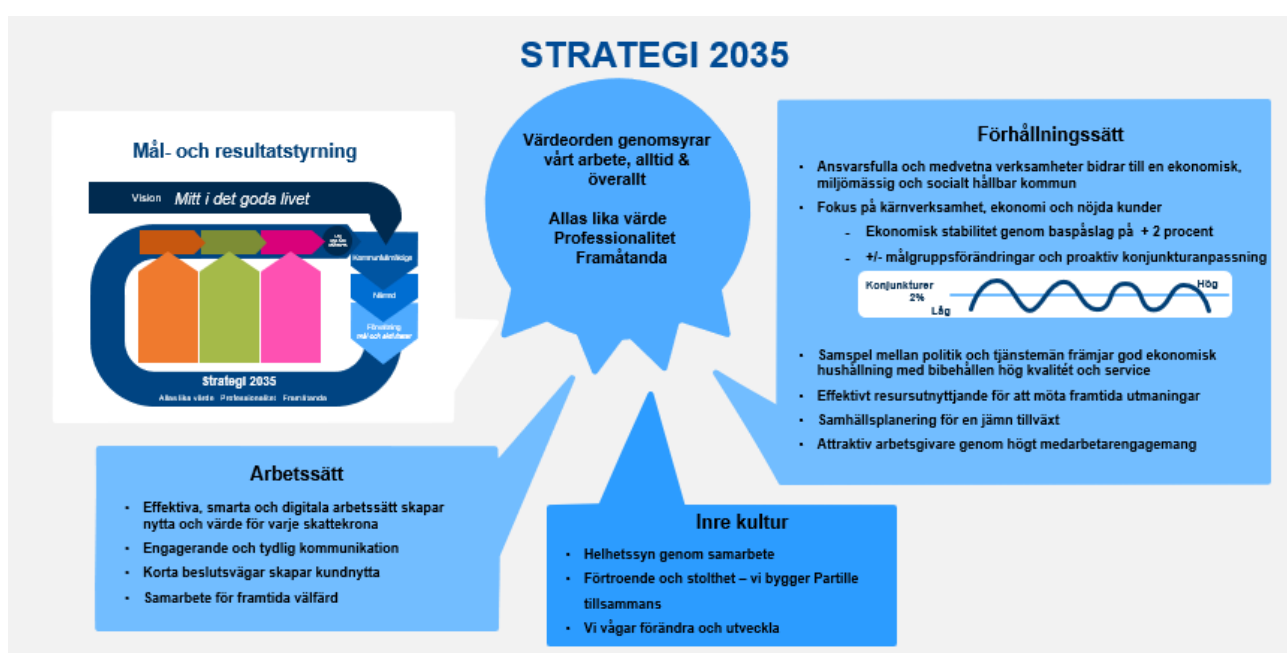 STRATEGI 2035
Mål- och resultatstyrning
Vision Mitt i det goda livet
Kommunfullmäktige
Nämnd
Förvaltning
mål och aktiviteter
Strategi 2035
Allas lika värde Professionalitet Framåtanda
Värdeorden genomsyrar
vårt arbete, alltid &
överallt
Allas lika värde
Professionalitet
Framåtanda
Förhållningssätt
• Ansvarsfulla och medvetna verksamheter bidrar till en ekonomisk,
miljömässig och socialt hållbar kommun
• Fokus på kärnverksamhet, ekonomi och nöjda kunder
- Ekonomisk stabilitet genom baspåslag på + 2 procent
- +/- målgruppsförändringar och proaktiv konjunkturanpassning
Konjunkturer
2%
Låg
Hög
• Samspel mellan politik och tjänstemän främjar god ekonomisk
hushållning med bibehållen hög kvalitét och service
• Effektivt resursutnyttjande för att möta framtida utmaningar
• Samhällsplanering för en jämn tillväxt
• Attraktiv arbetsgivare genom högt medarbetarengagemang
Arbetssätt
• Effektiva, smarta och digitala arbetssätt skapar
nytta och värde för varje skattekrona
• Engagerande och tydlig kommunikation
• Korta beslutsvägar skapar kundnytta
• Samarbete för framtida välfärd
Inre kultur
• Helhetssyn genom samarbete
• Förtroende och stolthet – vi bygger Partille
tillsammans
• Vi vågar förändra och utveckla